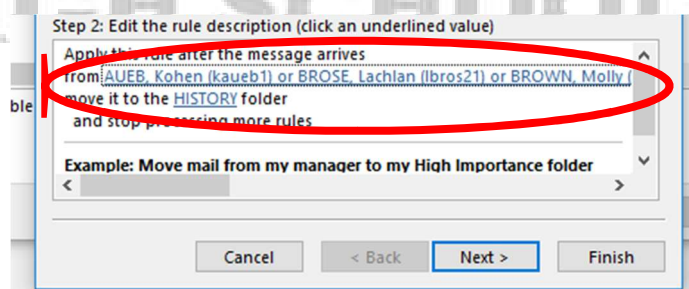 Step 2: Edit the rule description (click an underlined value)
Apply this rule after the message arrives
from AUEB, Kohen (kaueb1) or BROSE, Lachlan (lbros21) or BROWN, Molly (
move it to the HISTORY folder
and stop processing more rules
ble
Example: Move mail from my manager to my High Importance folder
Cancel < Back Next > Finish